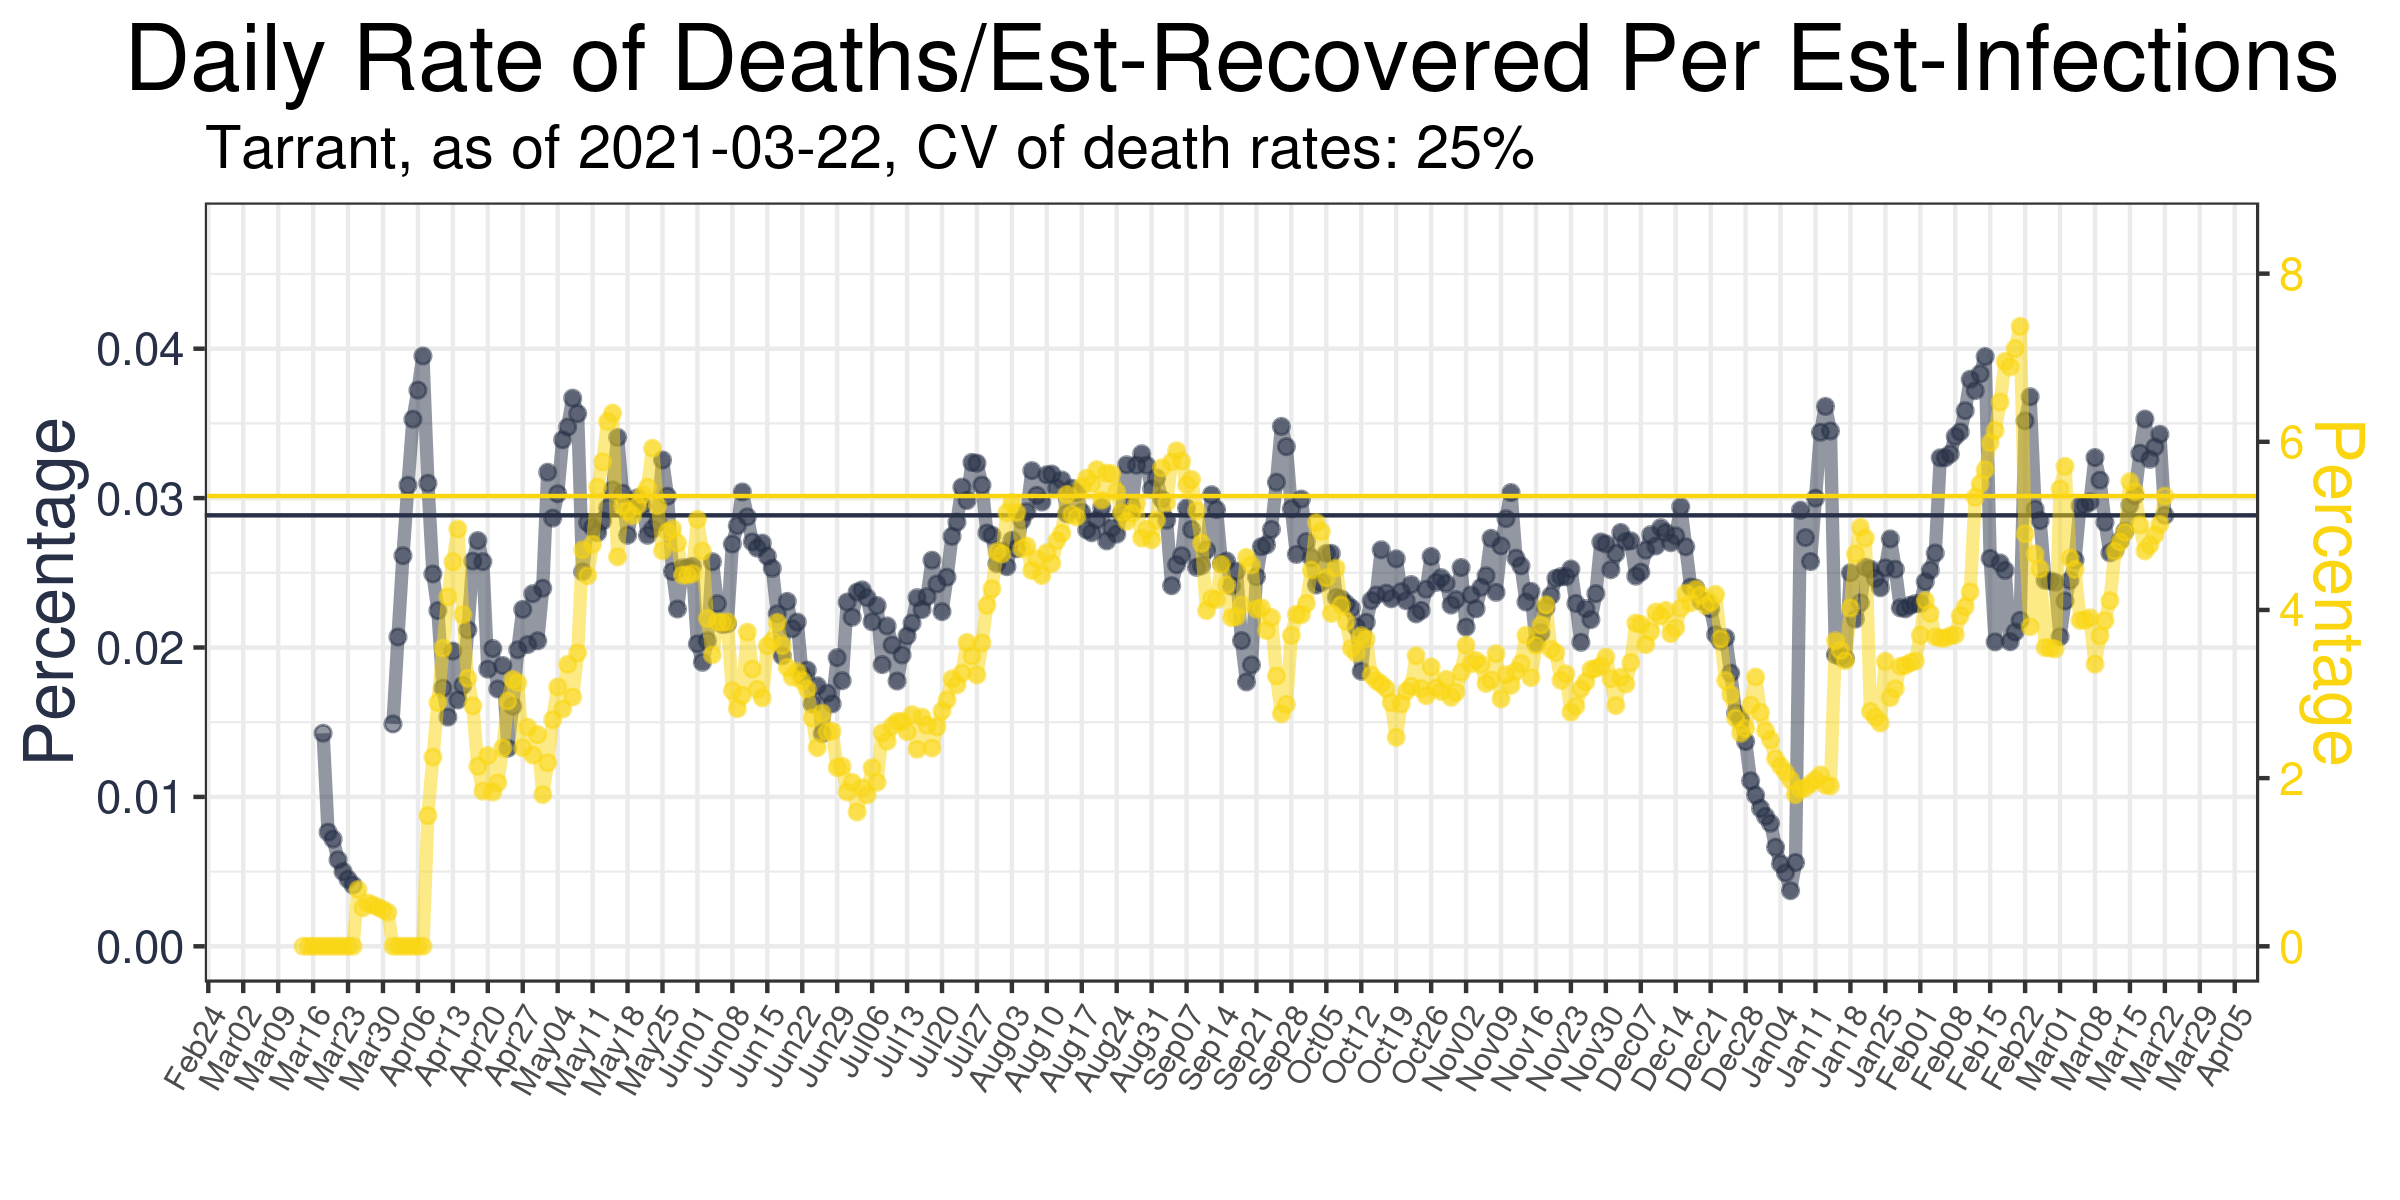 Daily Rate of Deaths/Est-Recovered Per Est-Infections
Tarrant, as of 2021-03-22, CV of death rates: 25%
Percentage
0.04
0.03
0.02
0.01
0.00
8
6
4
2
0
Percentage
Feb24
Mar02
Mar09
Mar16
Mar23
Mar30
Apr06
Apr13
Apr20
Apr27
May04
May11
May18
May25
Jun01
Jun08
Jun15
Jun22
Jun29
Jul06
Jul13
Jul20
Jul27
Aug03
Aug10
Aug17
Aug24
Aug31
Sep07
Sep14
Sep21
Sep28
Oct05
Oct12
Oct19
Oct26
Nov02
Nov09
Nov16
Nov23
Nov30
Dec07
Dec14
Dec21
Dec28
Jan04
Jan11
Jan18
Jan25
Feb01
Feb08
Feb15
Feb22
Mar01
Mar08
Mar15
Mar22
Mar29
Apr05